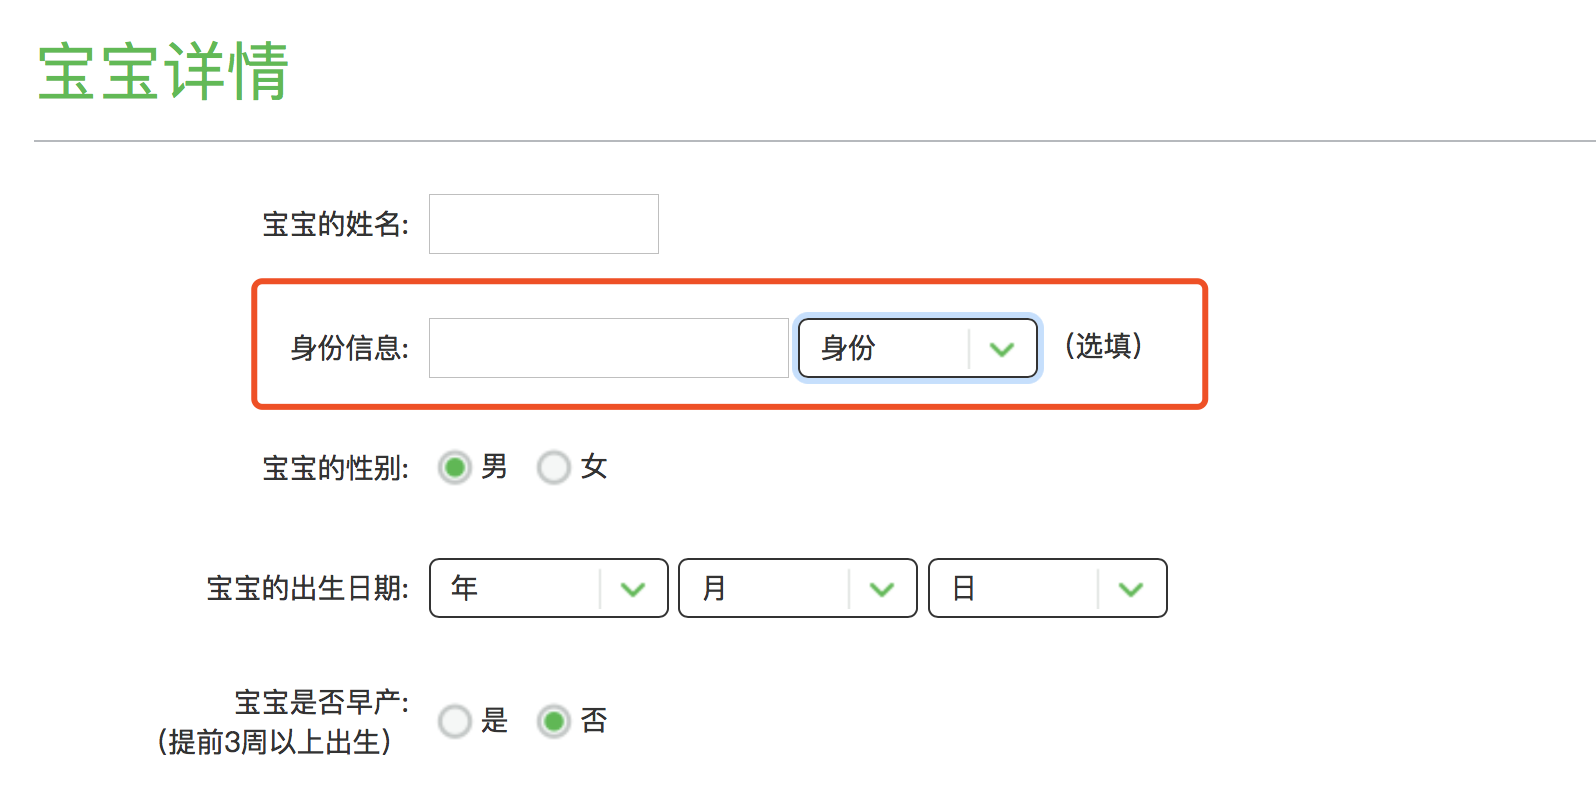 宝宝详情
宝宝的姓名:
身份信息: 身份 (选填)
宝宝的性别: 男 女
宝宝的出生日期: 年 月 日
宝宝是否早产: 是 否
(提前3周以上出生)